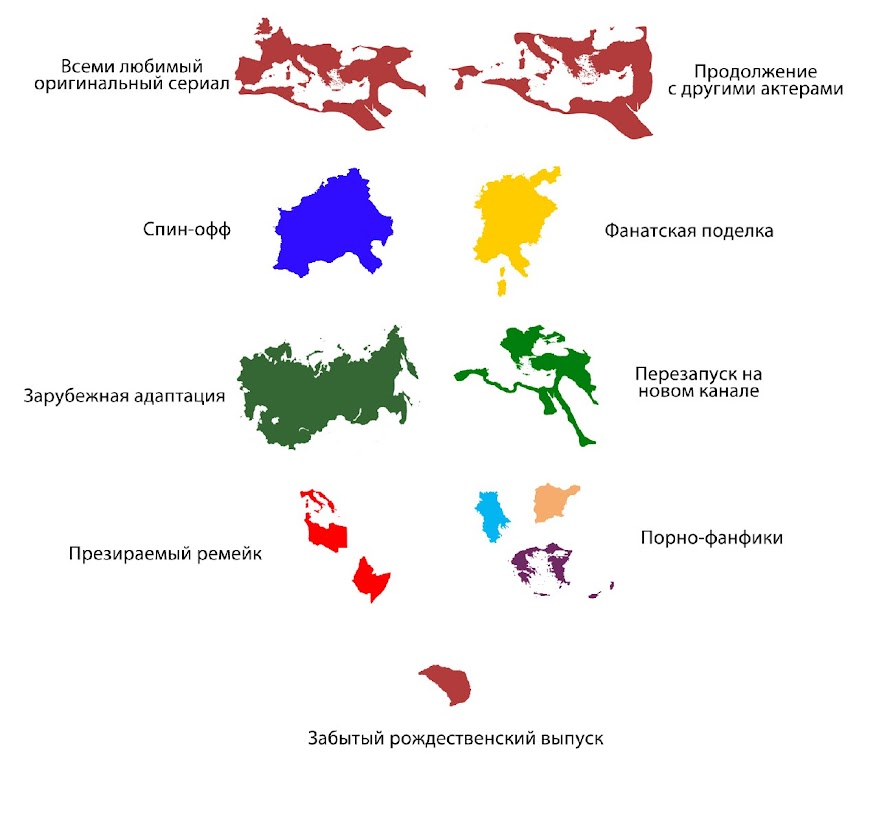 Всеми любимый
оригинальный сериал
Продолжение
с другими актерами
Спин-офф
Фанатская поделка
Зарубежная адаптация
Перезапуск на
новом канале
Презираемый ремейк
Порно-фанфики
Забытый рождественский выпуск